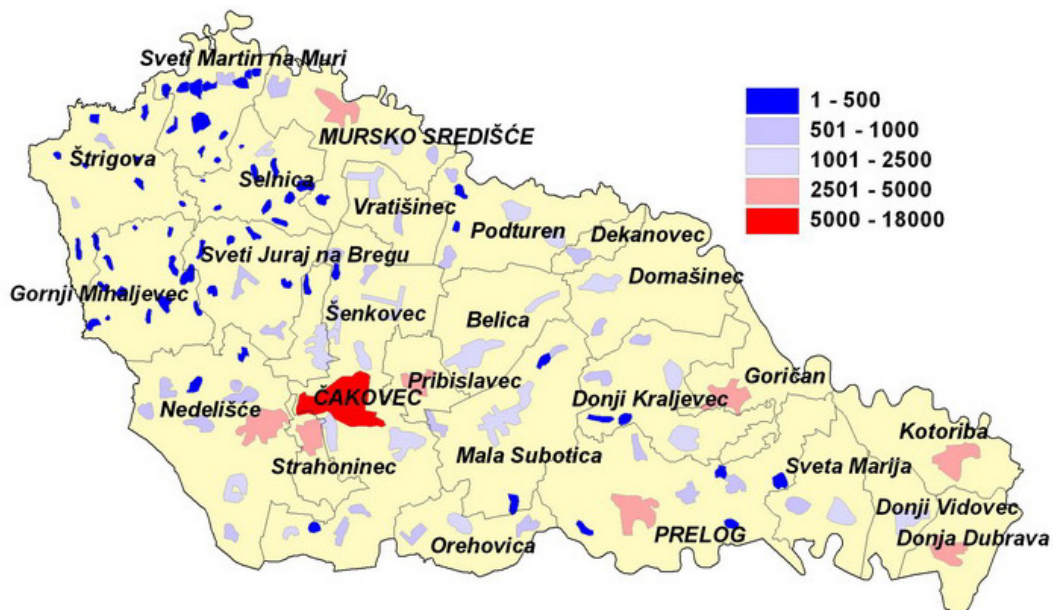 Sveti Martin na Muri
1 - 500
501 - 1000
1001 - 2500
2501 - 5000
5000 - 18000
MURSKO SREDIŠĆE
Štrigova
Selnica
Vratišinec
Podturen
Dekanovec
Sveti Juraj na Bregu
Domašinec
Gornji Mihaljevec
Šenkovec
Belica
Pribislavec
Goričan
ČAKOVEC
Donji Kraljevec
Nedelišće
Kotoriba
Strahoninec
Mala Subotica
Sveta Marija
Donji Vidovec
PRELOG
Donja Dubrava
Orehovica